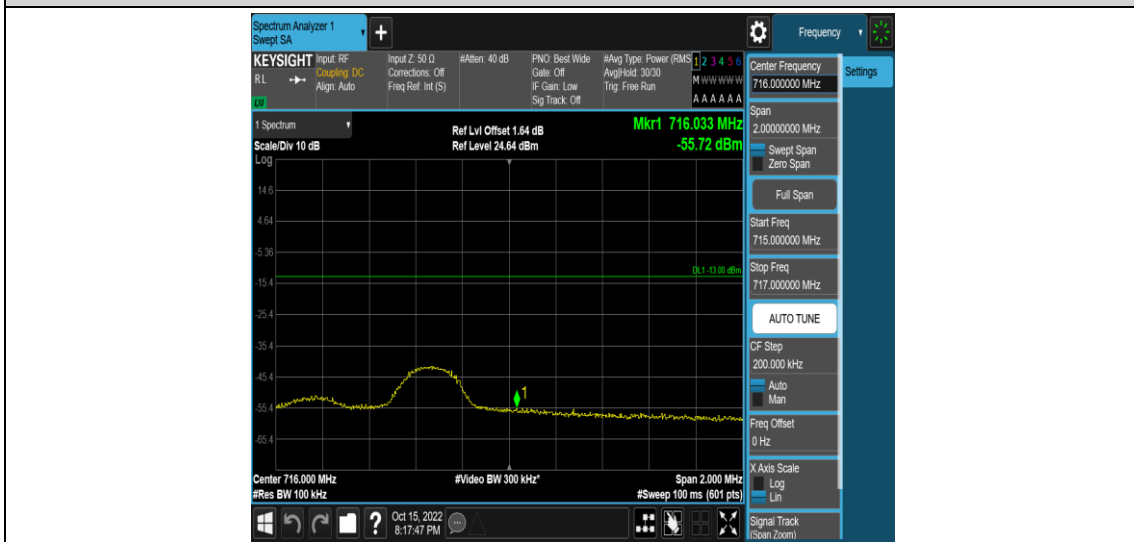 Spectrum Analyzer 1
Swept SA
+
Frequency
KEYSIGHT
RL
Input: RF
Coupling: DC
Align: Auto
Input Z: 50 Ω
Corrections: Off
Freq Ref: Int (S)
#Atten: 40 dB
PNO: Best Wide
Gate: Off
IF Gain: Low
Sig Track: Off
#Avg Type: Power (RMS
Avg|Hold: 30/30
Trig: Free Run
1 2 3 4 5 6
M W W W W W
A A A A A A
1 Spectrum
Scale/Div 10 dB
Log
Ref Lvl Offset 1.64 dB
Ref Level 24.64 dBm
Mkr1 716.033 MHz
-55.72 dBm
14.6
4.64
-5.36
DL1 -13.00 dBm
-15.4
-25.4
-35.4
-45.4
1
-55.4
-65.4
Center 716.000 MHz
#Video BW 300 kHz*
Span 2.000 MHz
#Res BW 100 kHz
#Sweep 100 ms (601 pts)
?
Oct 15, 2022
8:17:47 PM
Center Frequency
716.000000 MHz
Settings
Span
2.00000000 MHz
Swept Span
Zero Span
Full Span
Start Freq
715.000000 MHz
Stop Freq
717.000000 MHz
AUTO TUNE
CF Step
200.000 kHz
Auto
Man
Freq Offset
0 Hz
X Axis Scale
Log
Lin
Signal Track
(Span Zoom)